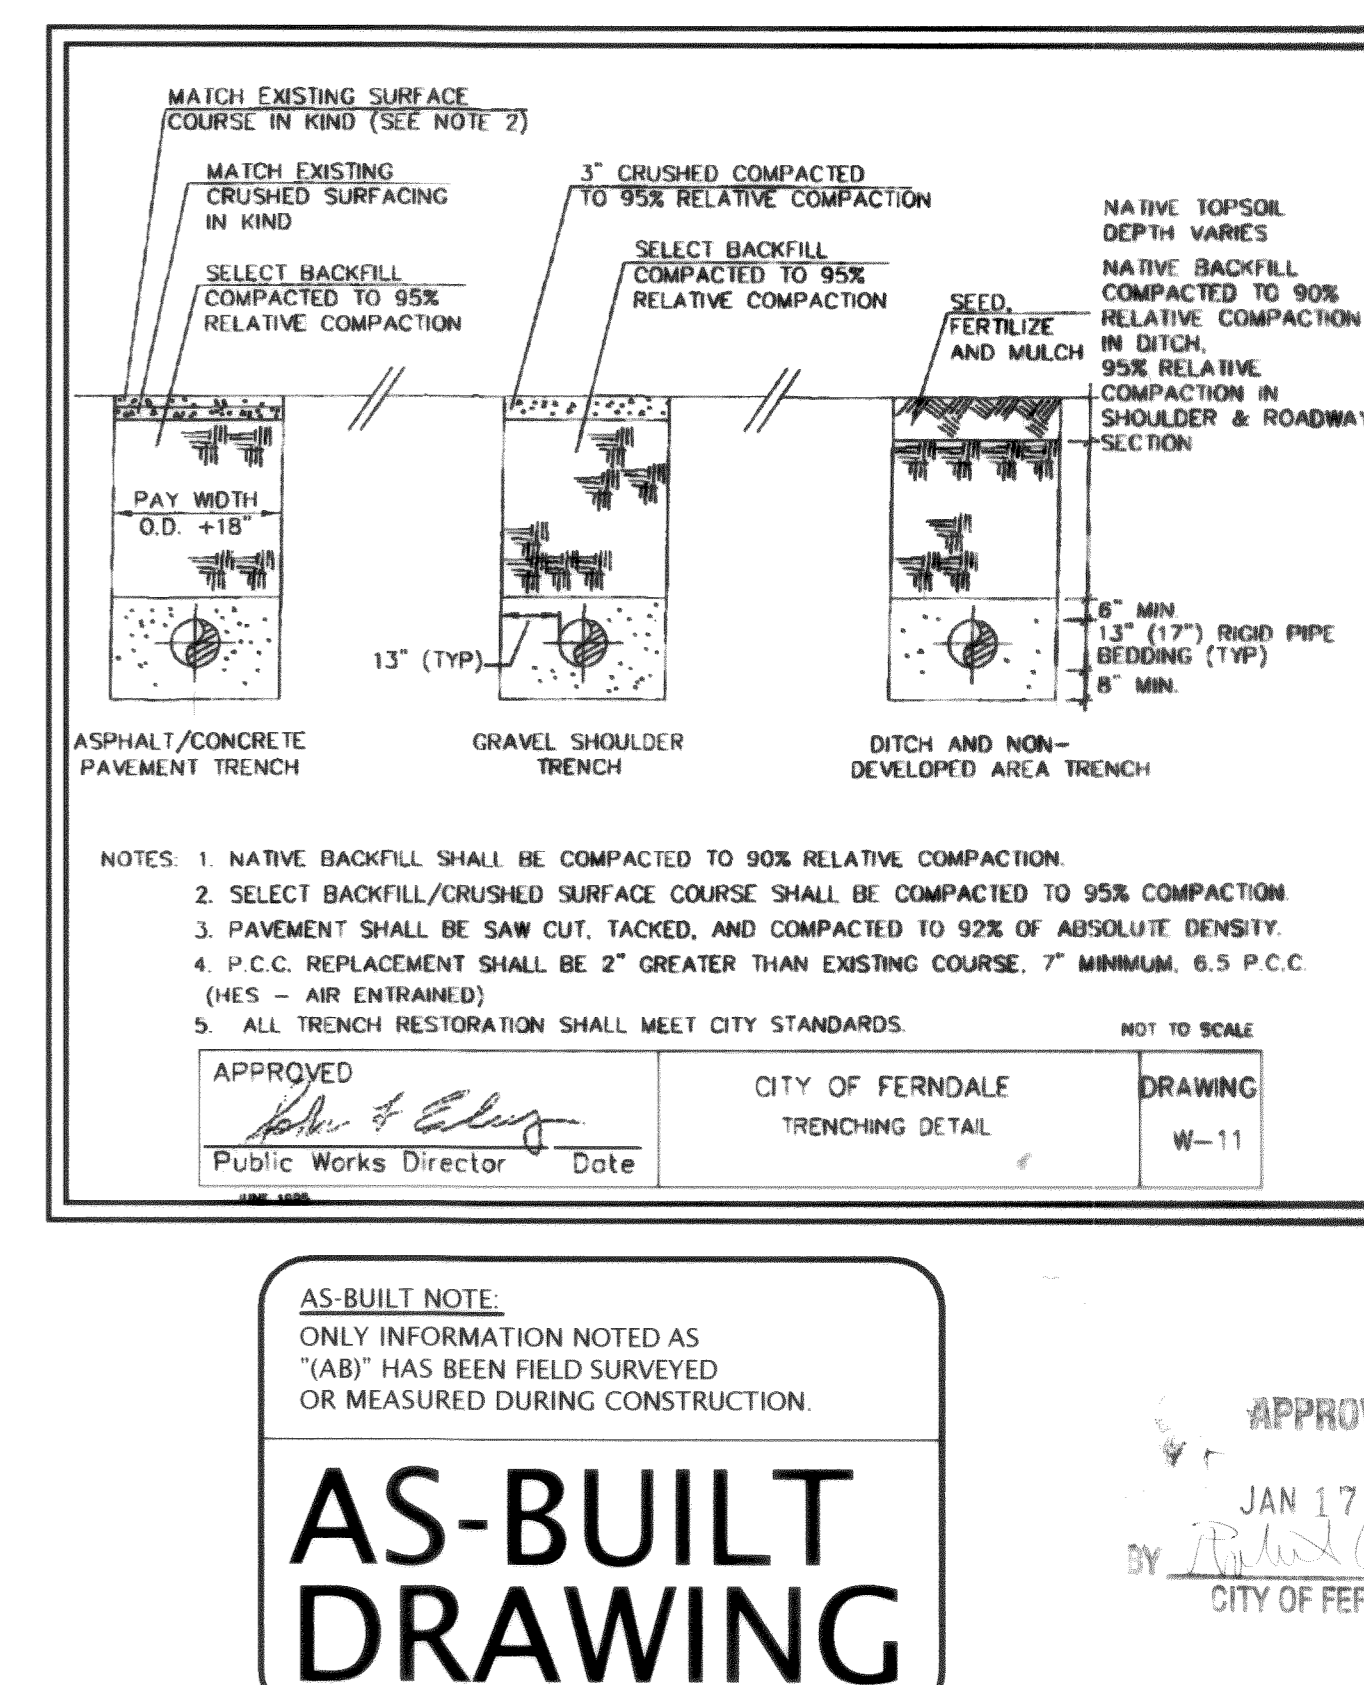 MATCH EXISTING SURFACE
COURSE IN KIND (SEE NOTE 2)
MATCH EXISTING
CRUSHED SURFACING
IN KIND
SELECT BACKFILL
COMPACTED TO 95%
RELATIVE COMPACTION
3" CRUSHED COMPACTED
TO 95% RELATIVE COMPACTION
SELECT BACKFILL
COMPACTED TO 95%
RELATIVE COMPACTION
SEED,
FERTILIZE
AND MULCH
NATIVE TOPSOIL
DEPTH VARIES
NATIVE BACKFILL
COMPACTED TO 90%
RELATIVE COMPACTION
IN DITCH,
95% RELATIVE
COMPACTION IN
SHOULDER & ROADWAY
SECTION
PAY WIDTH
O.D. +18"
13" (TYP)
6" MIN.
13" (17") RIGID PIPE
BEDDING (TYP)
8" MIN.
ASPHALT/CONCRETE
PAVEMENT TRENCH
GRAVEL SHOULDER
TRENCH
DITCH AND NON-
DEVELOPED AREA TRENCH
NOTES: 1. NATIVE BACKFILL SHALL BE COMPACTED TO 90% RELATIVE COMPACTION.
2. SELECT BACKFILL/CRUSHED SURFACE COURSE SHALL BE COMPACTED TO 95% COMPACTION.
3. PAVEMENT SHALL BE SAW CUT, TACKED, AND COMPACTED TO 92% OF ABSOLUTE DENSITY.
4. P.C.C. REPLACEMENT SHALL BE 2" GREATER THAN EXISTING COURSE, 7" MINIMUM, 6.5 P.C.C.
(HES - AIR ENTRAINED)
5. ALL TRENCH RESTORATION SHALL MEET CITY STANDARDS.
NOT TO SCALE
APPROVED
Public Works Director Date
CITY OF FERNDALE
TRENCHING DETAIL
DRAWING
W-11
AS-BUILT NOTE:
ONLY INFORMATION NOTED AS
"(AB)" HAS BEEN FIELD SURVEYED
OR MEASURED DURING CONSTRUCTION.
AS-BUILT
DRAWING
APPROV
JAN 17
BY
CITY OF FER